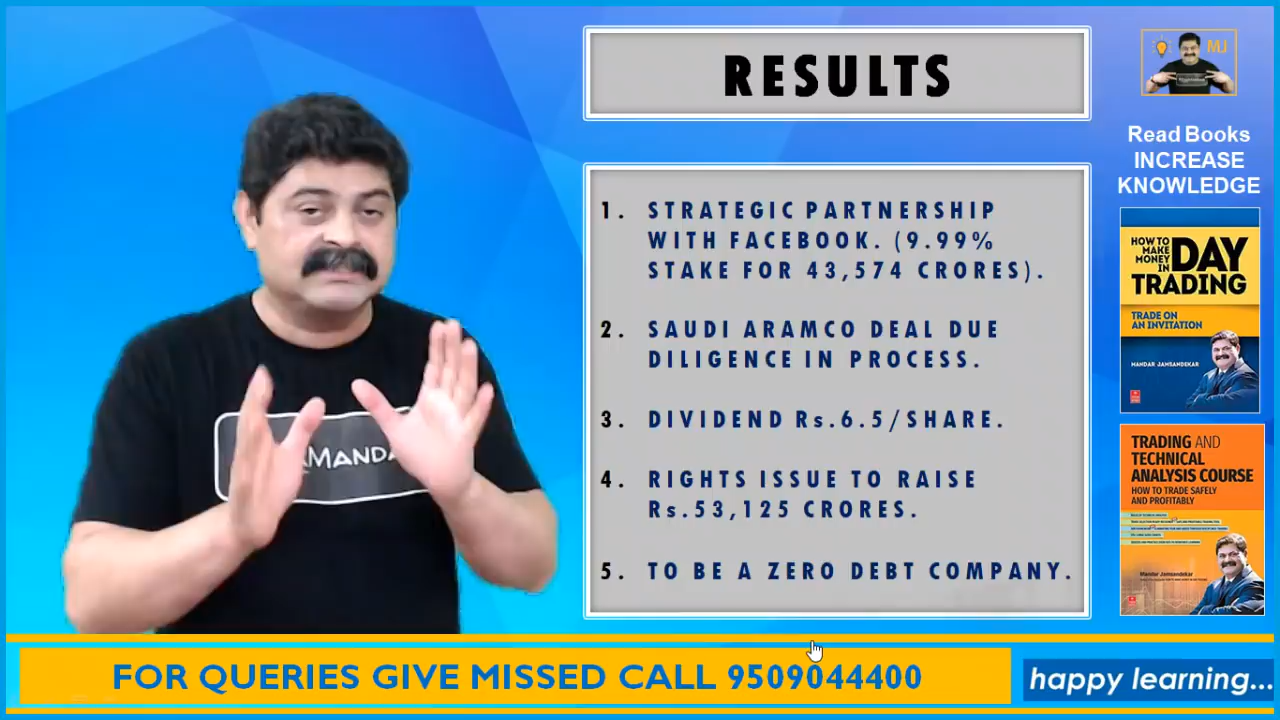 RESULTS
1. STRATEGIC PARTNERSHIP
WITH FACEBOOK. (9.99%
STAKE FOR 43,574 CRORES).
2. SAUDI ARAMCO DEAL DUE
DILIGENCE IN PROCESS.
3. DIVIDEND Rs.6.5/SHARE.
4. RIGHTS ISSUE TO RAISE
Rs.53,125 CRORES.
5. TO BE A ZERO DEBT COMPANY.
MJ
Read Books
INCREASE
KNOWLEDGE
HOW TO
MAKE
MONEY
IN
DAY
TRADING
TRADE ON
AN INVITATION
MANDAR JAMSANDEKAR
TRADING AND
TECHNICAL
ANALYSIS COURSE
HOW TO TRADE SAFELY
AND PROFITABLY
Mandar Jamsandekar
FOR QUERIES GIVE MISSED CALL 9509044400
happy learning...